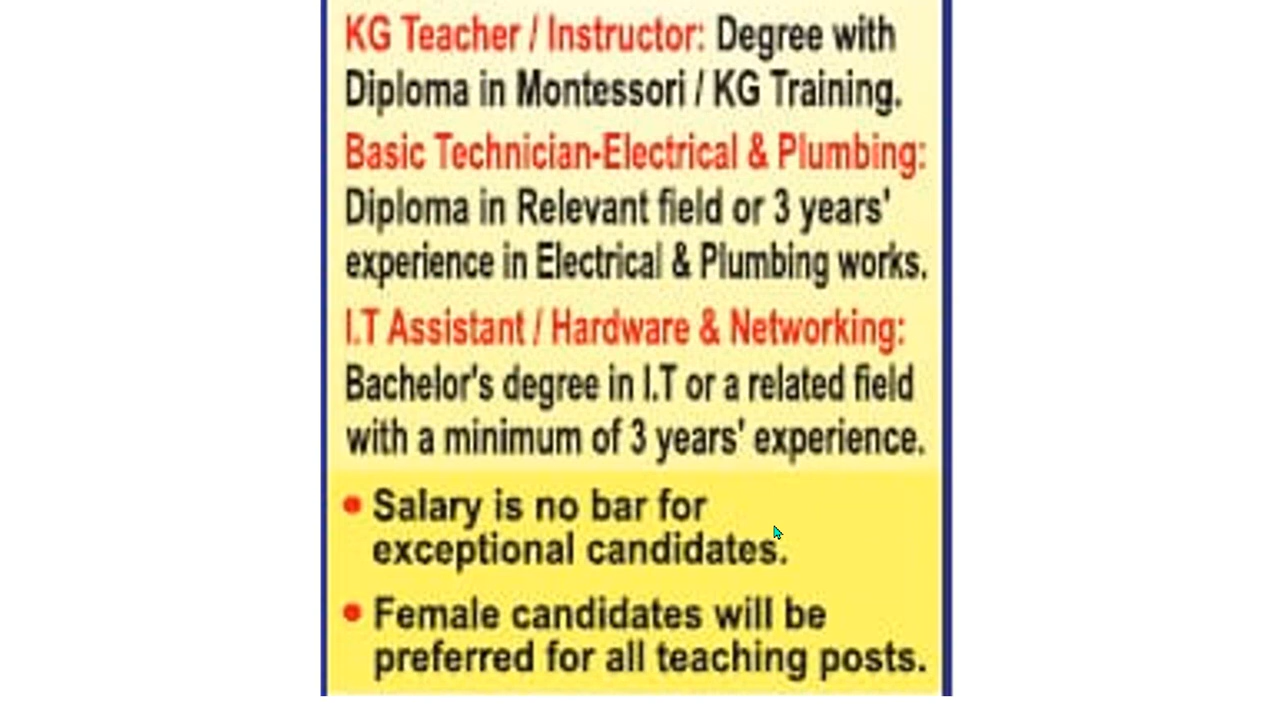 KG Teacher / Instructor: Degree with
Diploma in Montessori / KG Training.
Basic Technician-Electrical & Plumbing:
Diploma in Relevant field or 3 years'
experience in Electrical & Plumbing works.
I.T Assistant / Hardware & Networking:
Bachelor's degree in I.T or a related field
with a minimum of 3 years' experience.
• Salary is no bar for
exceptional candidates.
• Female candidates will be
preferred for all teaching posts.